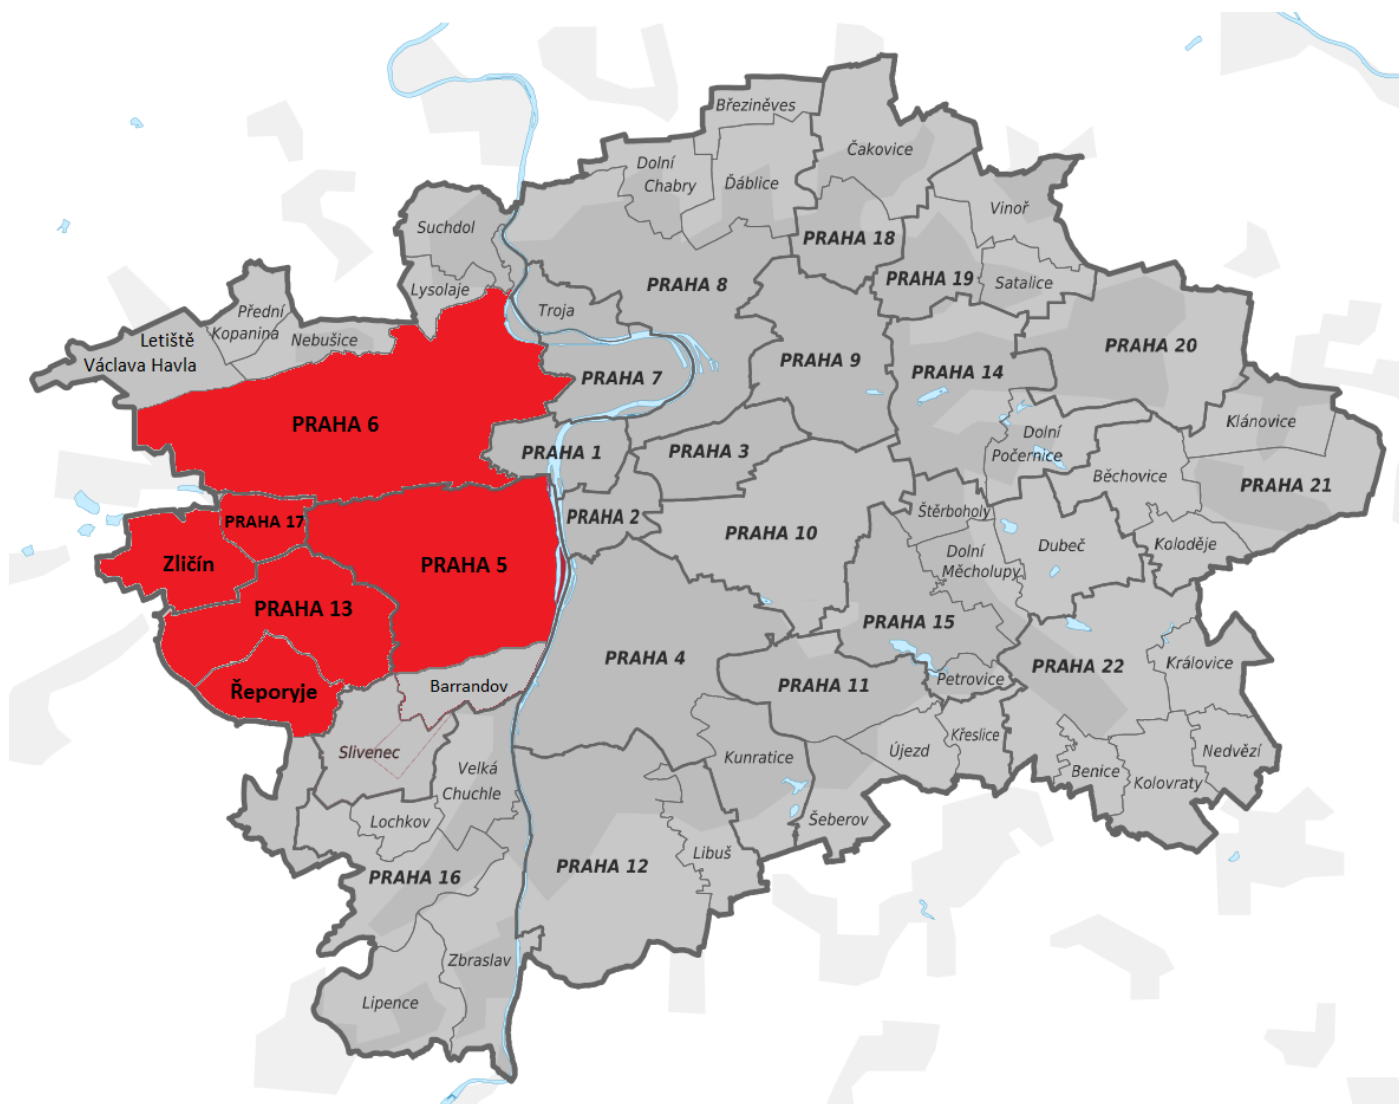 Březiněves
Čakovice
Dolní
Chabry
Ďáblice
Vinoř
Suchdol
PRAHA 18
PRAHA 19
Satalice
PRAHA 8
Lysolaje
Troja
Přední
Kopanina
Letiště
Václava Havla
Nebušice
PRAHA 20
PRAHA 9
PRAHA 14
PRAHA 7
PRAHA 6
Klánovice
Dolní
Počernice
PRAHA 1
PRAHA 3
Běchovice
PRAHA 21
Štěrboholy
PRAHA 17
PRAHA 2
PRAHA 10
Dubeč
Koloděje
Dolní
Měcholupy
Zličín
PRAHA 5
PRAHA 13
PRAHA 15
PRAHA 4
PRAHA 22
Královice
Petrovice
PRAHA 11
Řeporyje
Barrandov
Křeslice
Slivenec
Újezd
Nedvězí
Kunratice
Velká
Chuchle
Benice
Kolovraty
Lochkov
Šeberov
Libuš
PRAHA 12
PRAHA 16
Zbraslav
Lipence